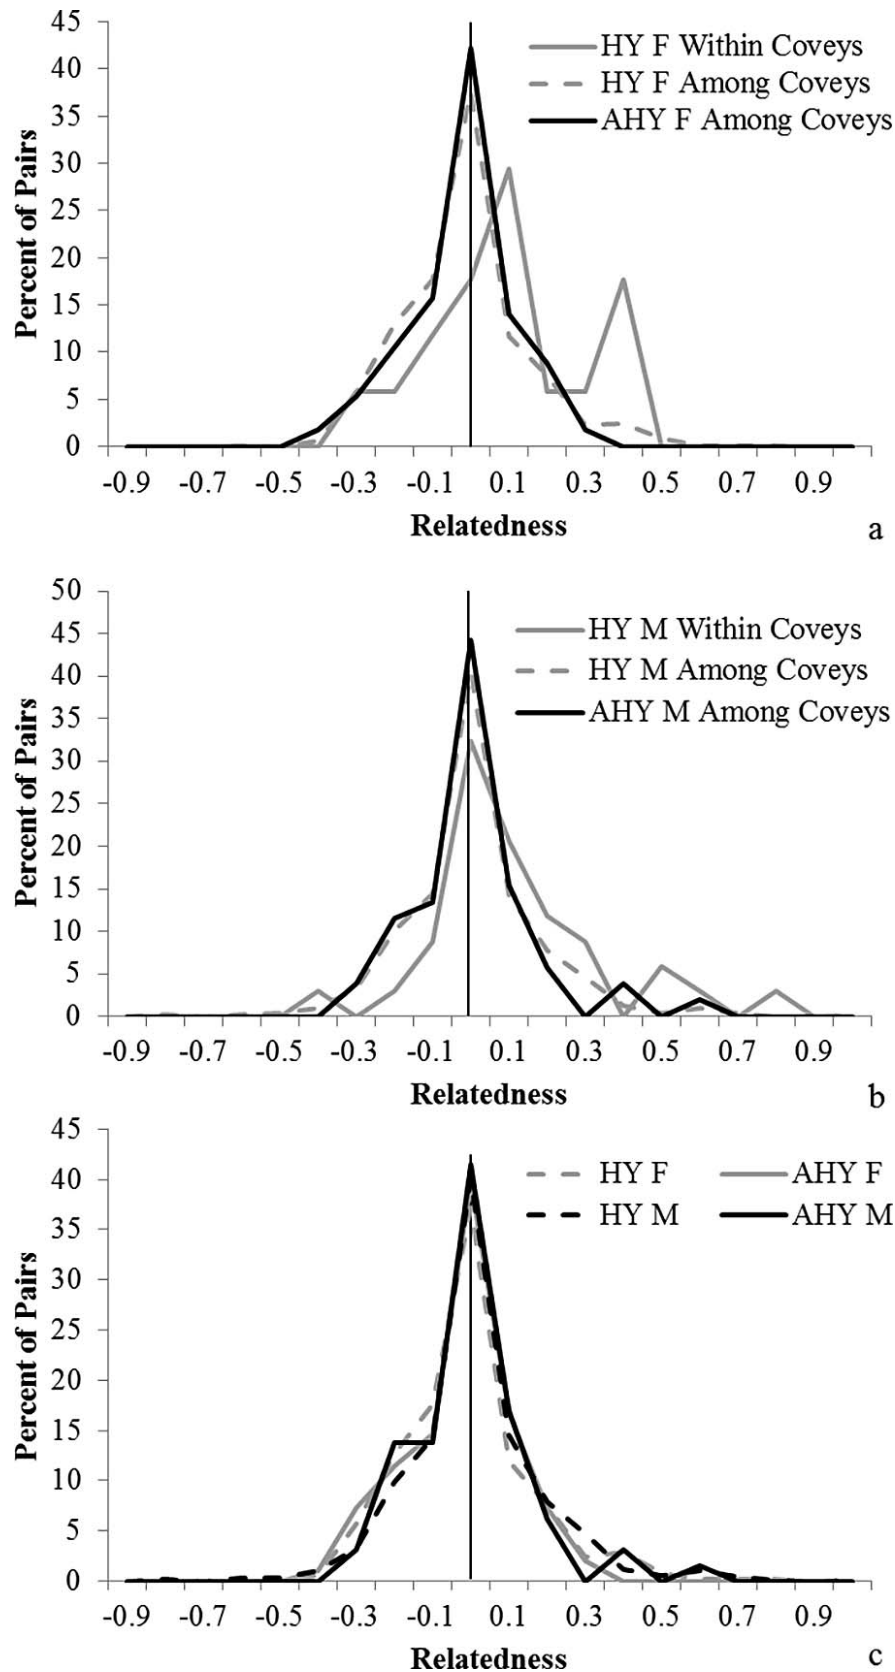 45
40
35
30
25
20
15
10
5
0
Percent of Pairs
HY F Within Coveys
HY F Among Coveys
AHY F Among Coveys
-0.9 -0.7 -0.5 -0.3 -0.1 0.1 0.3 0.5 0.7 0.9
Relatedness
a
50
45
40
35
30
25
20
15
10
5
0
Percent of Pairs
HY M Within Coveys
HY M Among Coveys
AHY M Among Coveys
-0.9 -0.7 -0.5 -0.3 -0.1 0.1 0.3 0.5 0.7 0.9
Relatedness
b
45
40
35
30
25
20
15
10
5
0
Percent of Pairs
HY F AHY F
HY M AHY M
-0.9 -0.7 -0.5 -0.3 -0.1 0.1 0.3 0.5 0.7 0.9
Relatedness
c